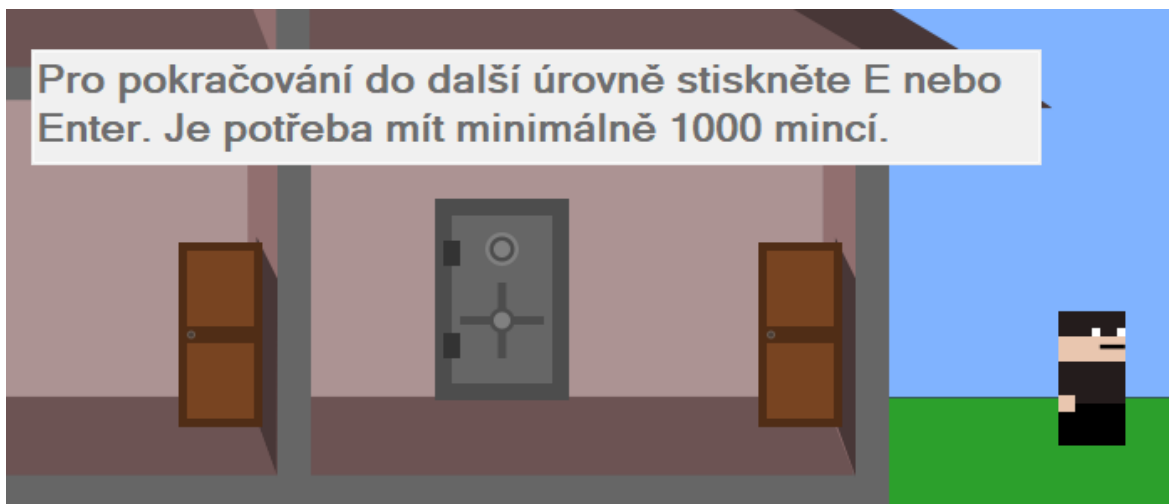 Pro pokračování do další úrovně stiskněte E nebo
Enter. Je potřeba mít minimálně 1000 mincí.